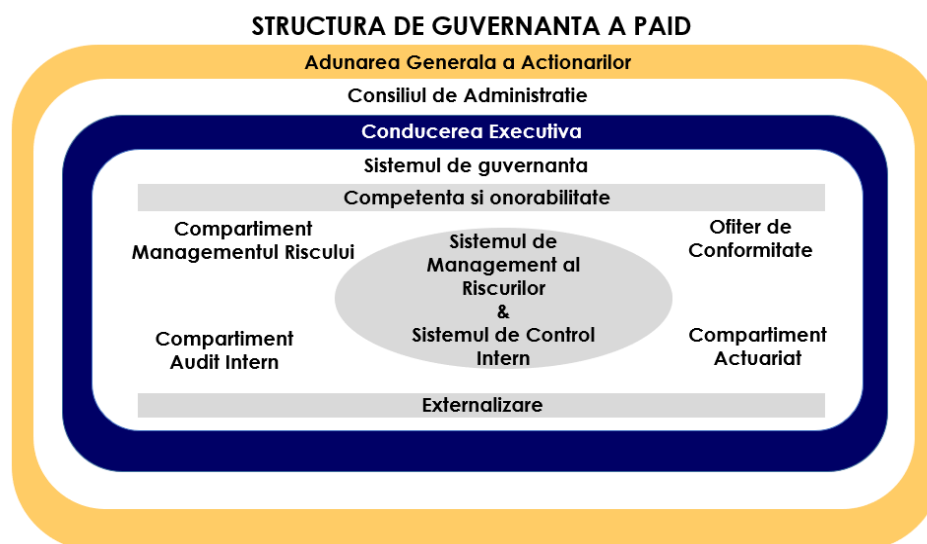 STRUCTURA DE GUVERNANTA A PAID
Adunarea Generala a Actionarilor
Consiliul de Administratie
Conducerea Executiva
Sistemul de guvernanta
Competenta si onorabilitate
Compartiment
Managementul Riscului
Ofiter de
Conformitate
Sistemul de
Management al
Riscurilor
&
Sistemul de Control
Intern
Compartiment
Audit Intern
Compartiment
Actuariat
Externalizare